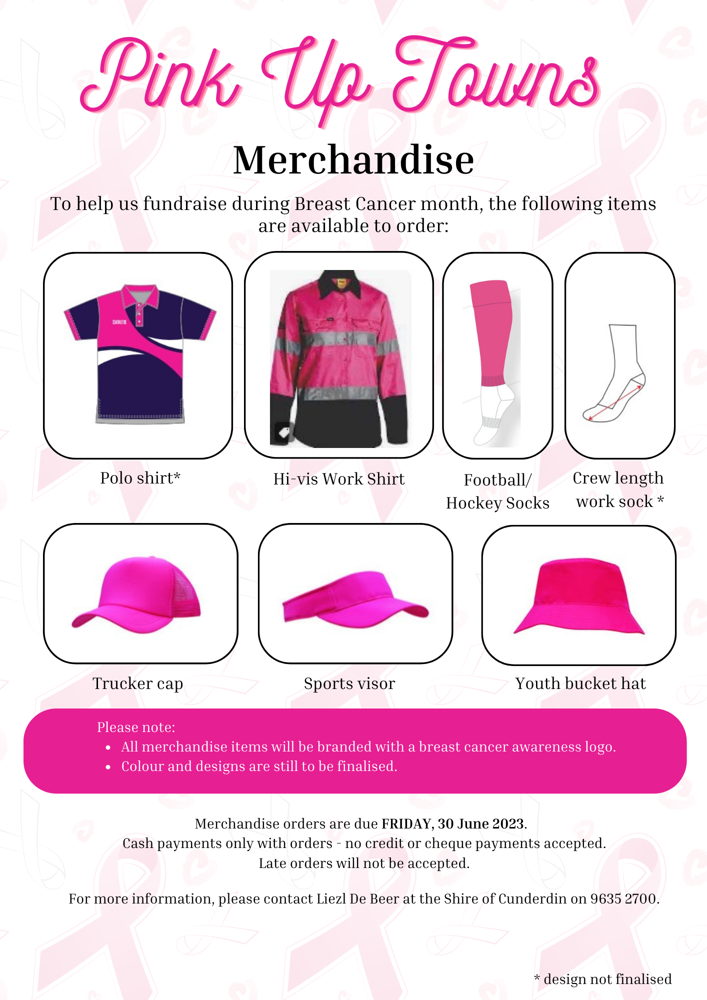 Pink Up Towns
Merchandise
To help us fundraise during Breast Cancer month, the following items
are available to order:
Polo shirt*
Hi-vis Work Shirt
Football/
Hockey Socks
Crew length
work sock *
Trucker cap
Sports visor
Youth bucket hat
Please note:
• All merchandise items will be branded with a breast cancer awareness logo.
• Colour and designs are still to be finalised.
Merchandise orders are due FRIDAY, 30 June 2023.
Cash payments only with orders - no credit or cheque payments accepted.
Late orders will not be accepted.
For more information, please contact Liezl De Beer at the Shire of Cunderdin on 9635 2700.
* design not finalised